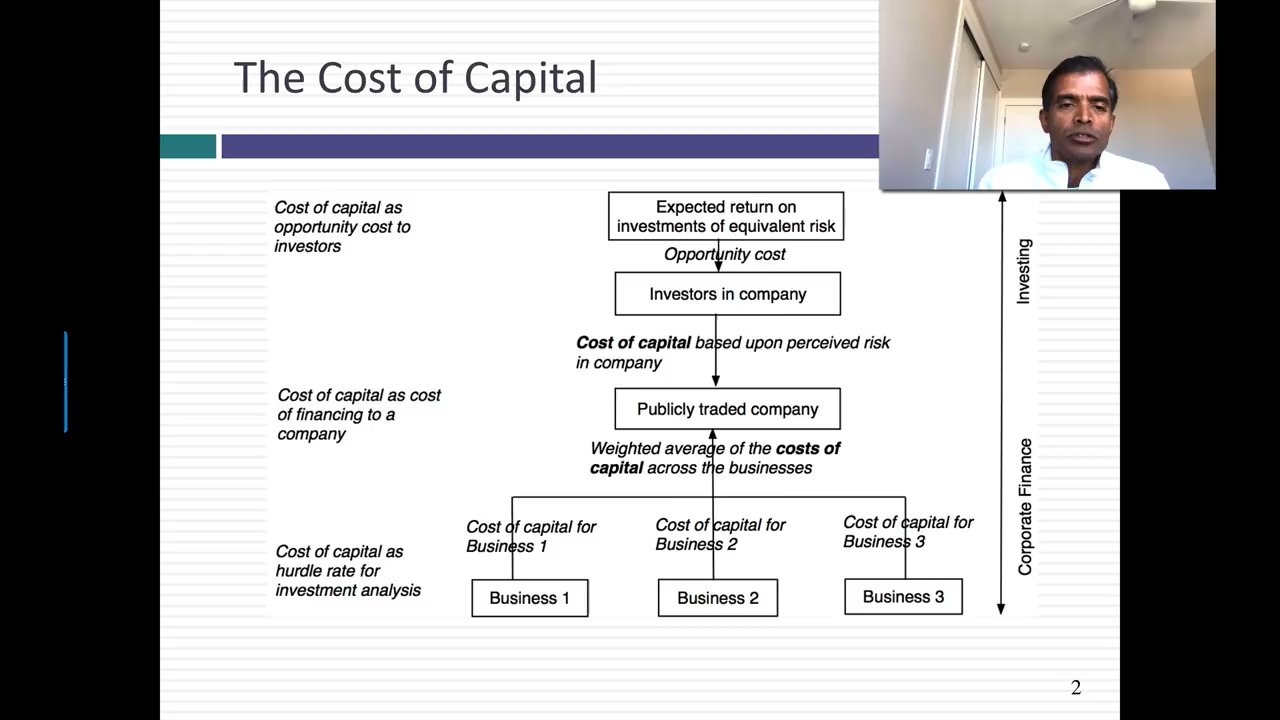 The Cost of Capital
Cost of capital as
opportunity cost to
investors
Expected return on
investments of equivalent risk
Opportunity cost
Investors in company
Cost of capital based upon perceived risk
in company
Cost of capital as cost
of financing to a
company
Publicly traded company
Weighted average of the costs of
capital across the businesses
Cost of capital for
Business 1
Cost of capital for
Business 2
Cost of capital for
Business 3
Cost of capital as
hurdle rate for
investment analysis
Business 1
Business 2
Business 3
Investing
Corporate Finance
2